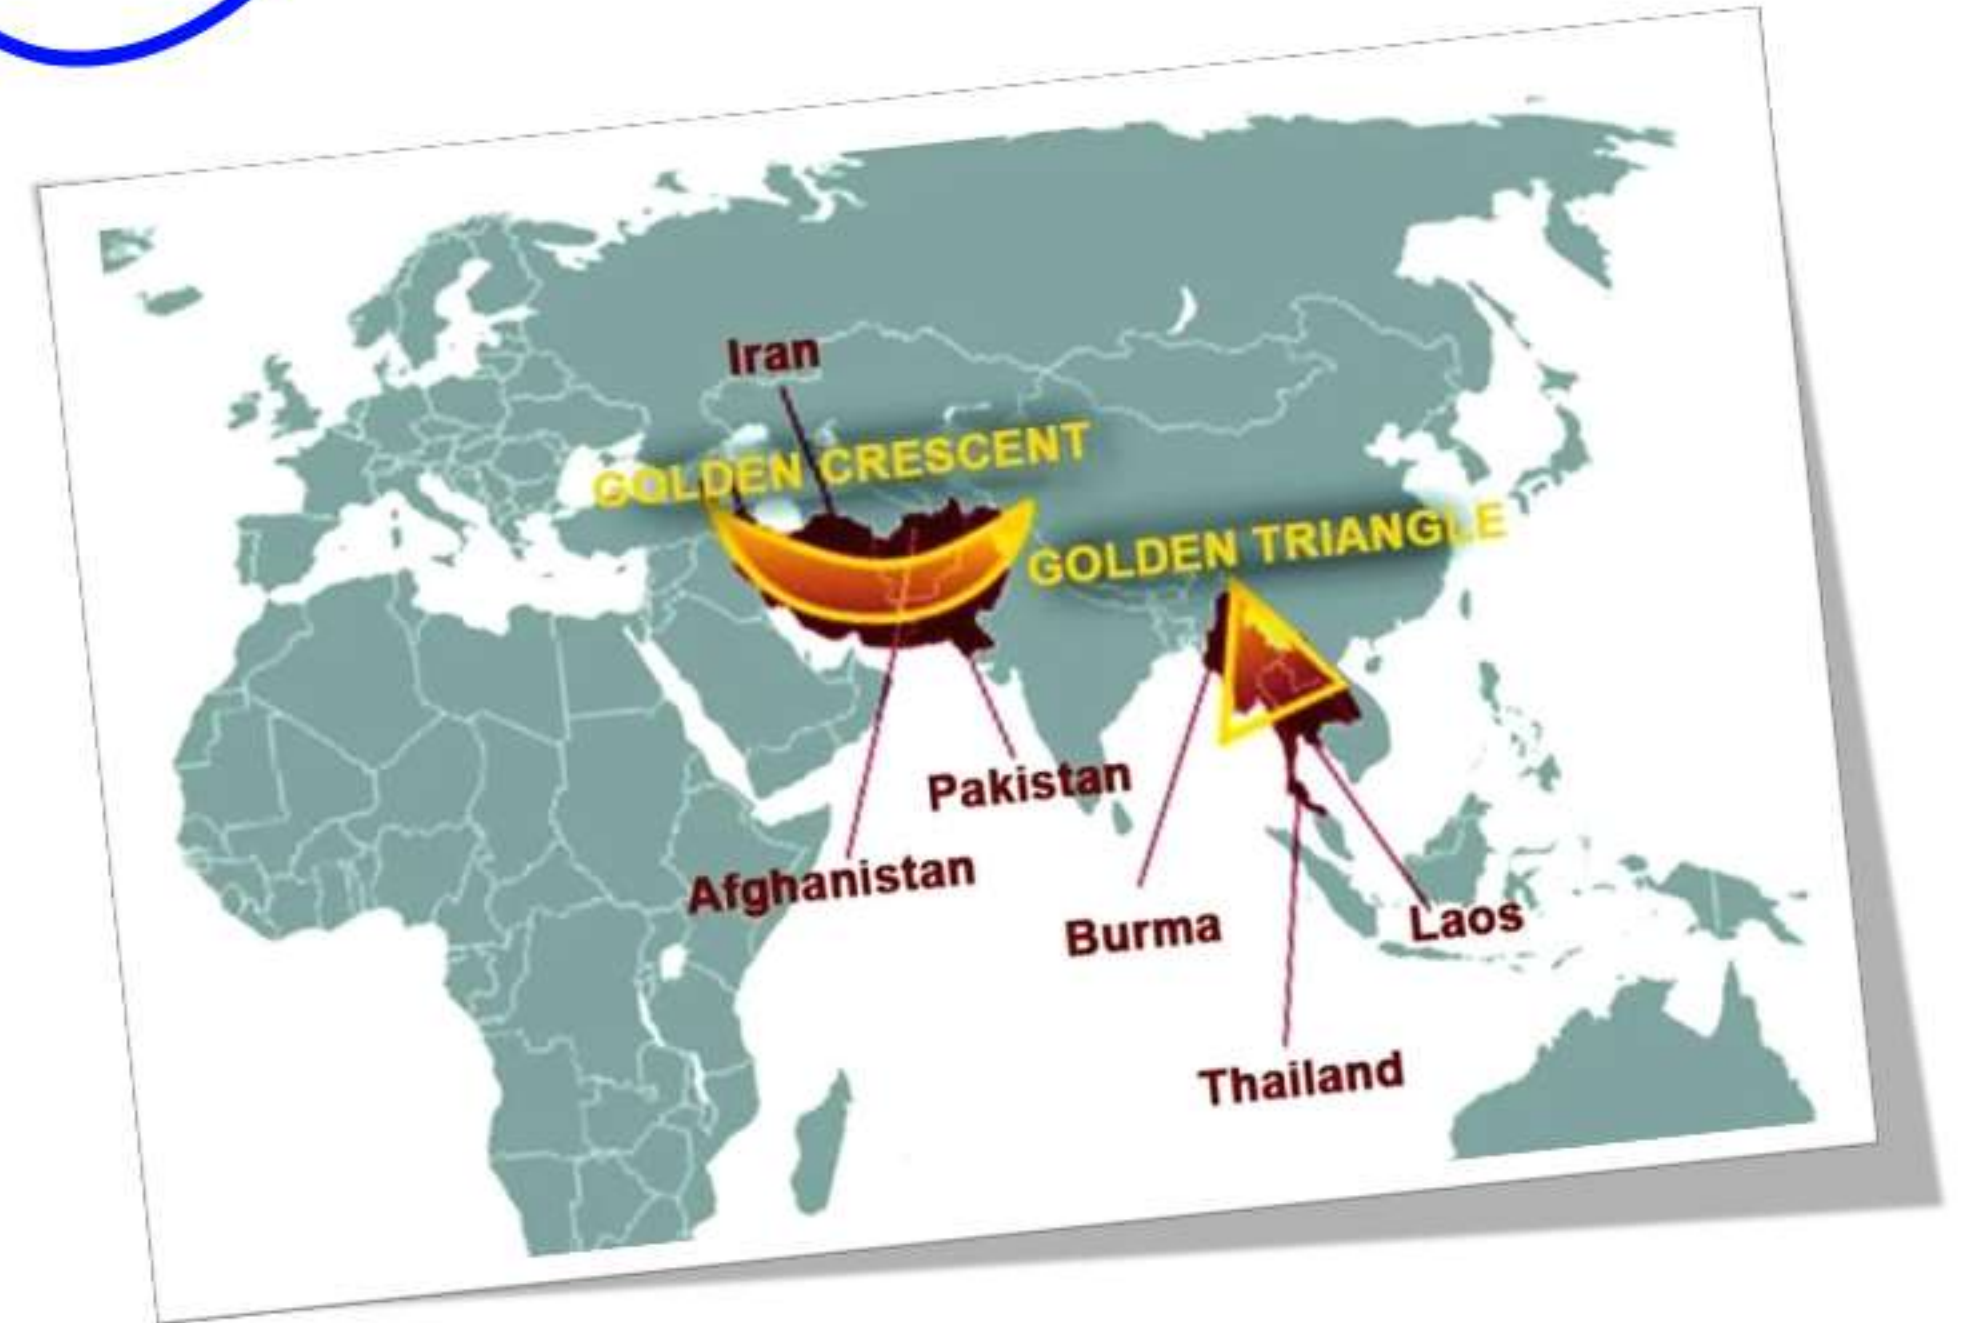 Iran
GOLDEN CRESCENT
GOLDEN TRIANGLE
Pakistan
Afghanistan
Burma
Laos
Thailand